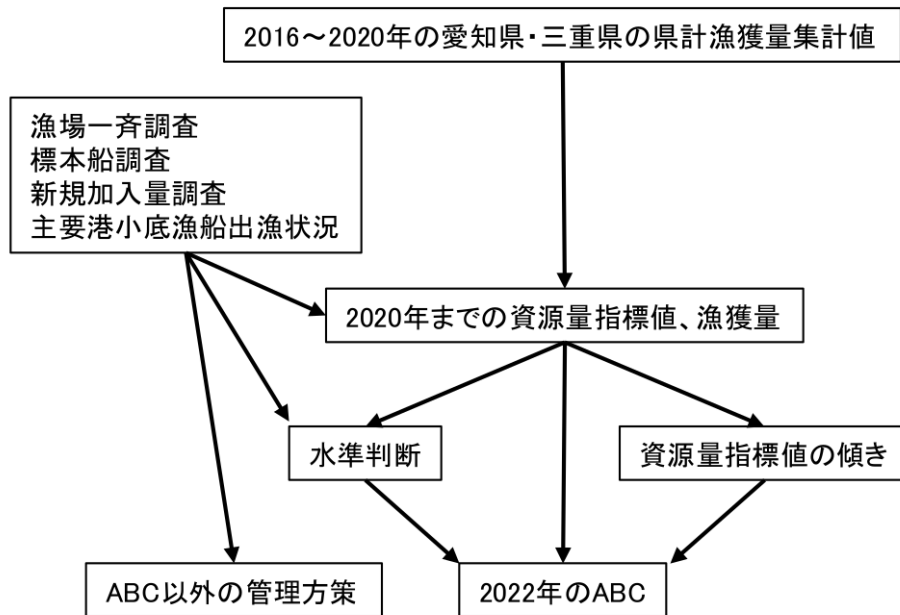 2016～2020年の愛知県・三重県の県計漁獲量集計値
漁場一斉調査
標本船調査
新規加入量調査
主要港小底漁船出漁状況
2020年までの資源量指標値、漁獲量
水準判断
資源量指標値の傾き
ABC以外の管理方策
2022年のABC